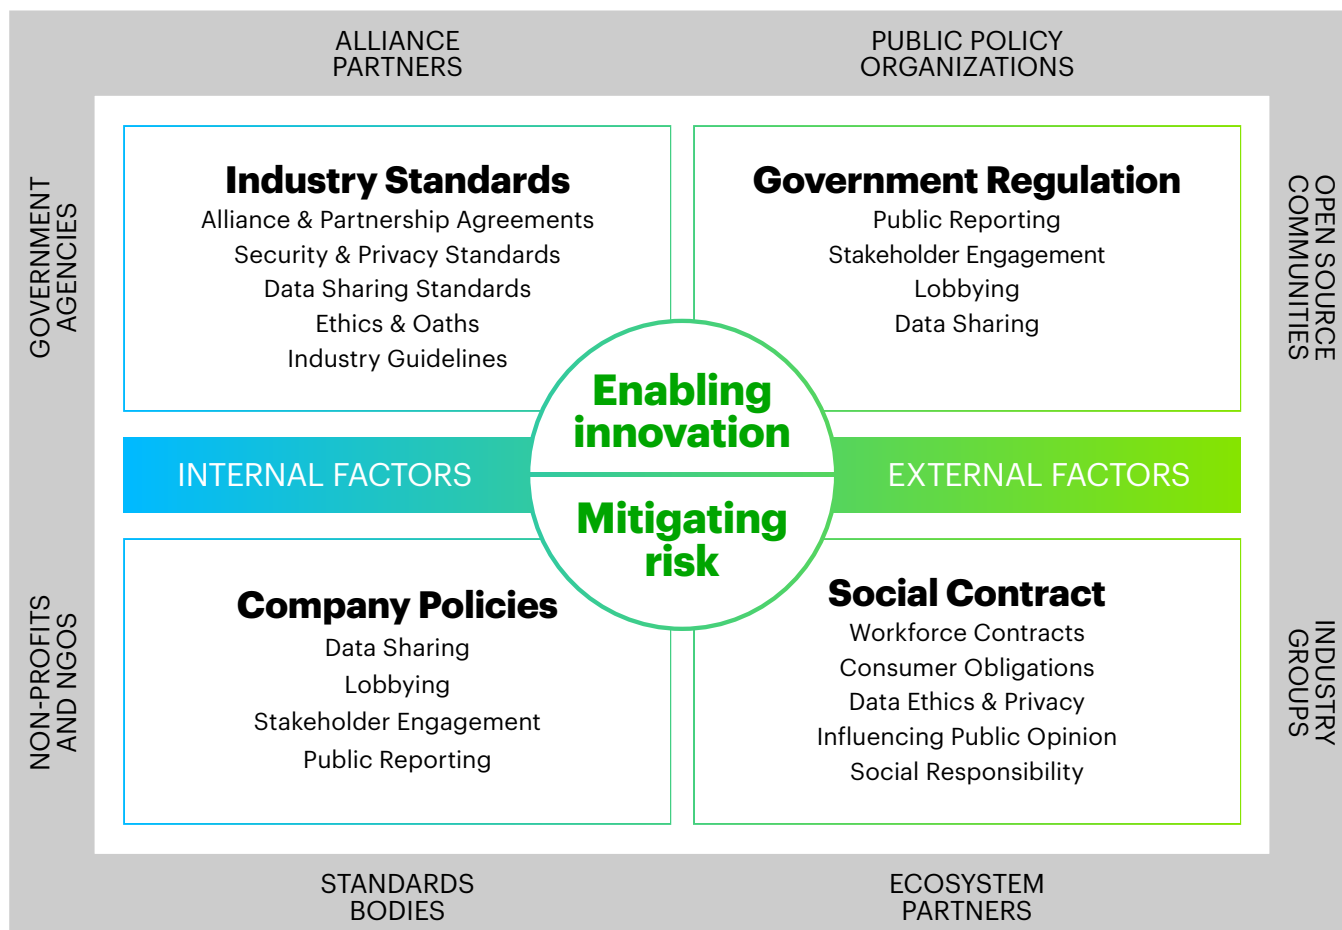 ALLIANCE
PARTNERS
PUBLIC POLICY
ORGANIZATIONS
GOVERNMENT
AGENCIES
Industry Standards
Alliance & Partnership Agreements
Security & Privacy Standards
Data Sharing Standards
Ethics & Oaths
Industry Guidelines
Government Regulation
Public Reporting
Stakeholder Engagement
Lobbying
Data Sharing
OPEN SOURCE
COMMUNITIES
Enabling
innovation
INTERNAL FACTORS
EXTERNAL FACTORS
Mitigating
risk
NON-PROFITS
AND NGOS
Company Policies
Data Sharing
Lobbying
Stakeholder Engagement
Public Reporting
Social Contract
Workforce Contracts
Consumer Obligations
Data Ethics & Privacy
Influencing Public Opinion
Social Responsibility
INDUSTRY
GROUPS
STANDARDS
BODIES
ECOSYSTEM
PARTNERS